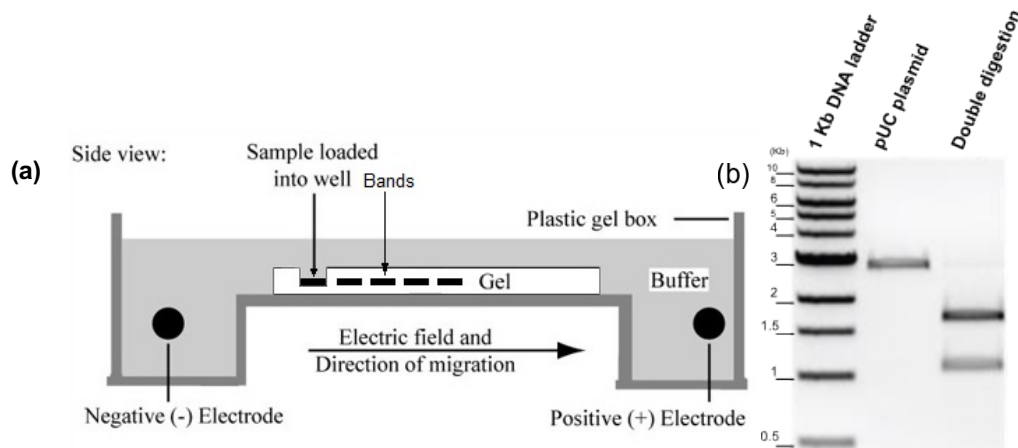 (a)
Side view:
Sample loaded
into well
Bands
Plastic gel box
Gel
Buffer
Electric field and
Direction of migration
Negative (-) Electrode
Positive (+) Electrode
(b)
1 Kb DNA ladder
pUC plasmid
Double digestion
(Kb)
10
8
6
5
4
3
2
1.5
1
0.5